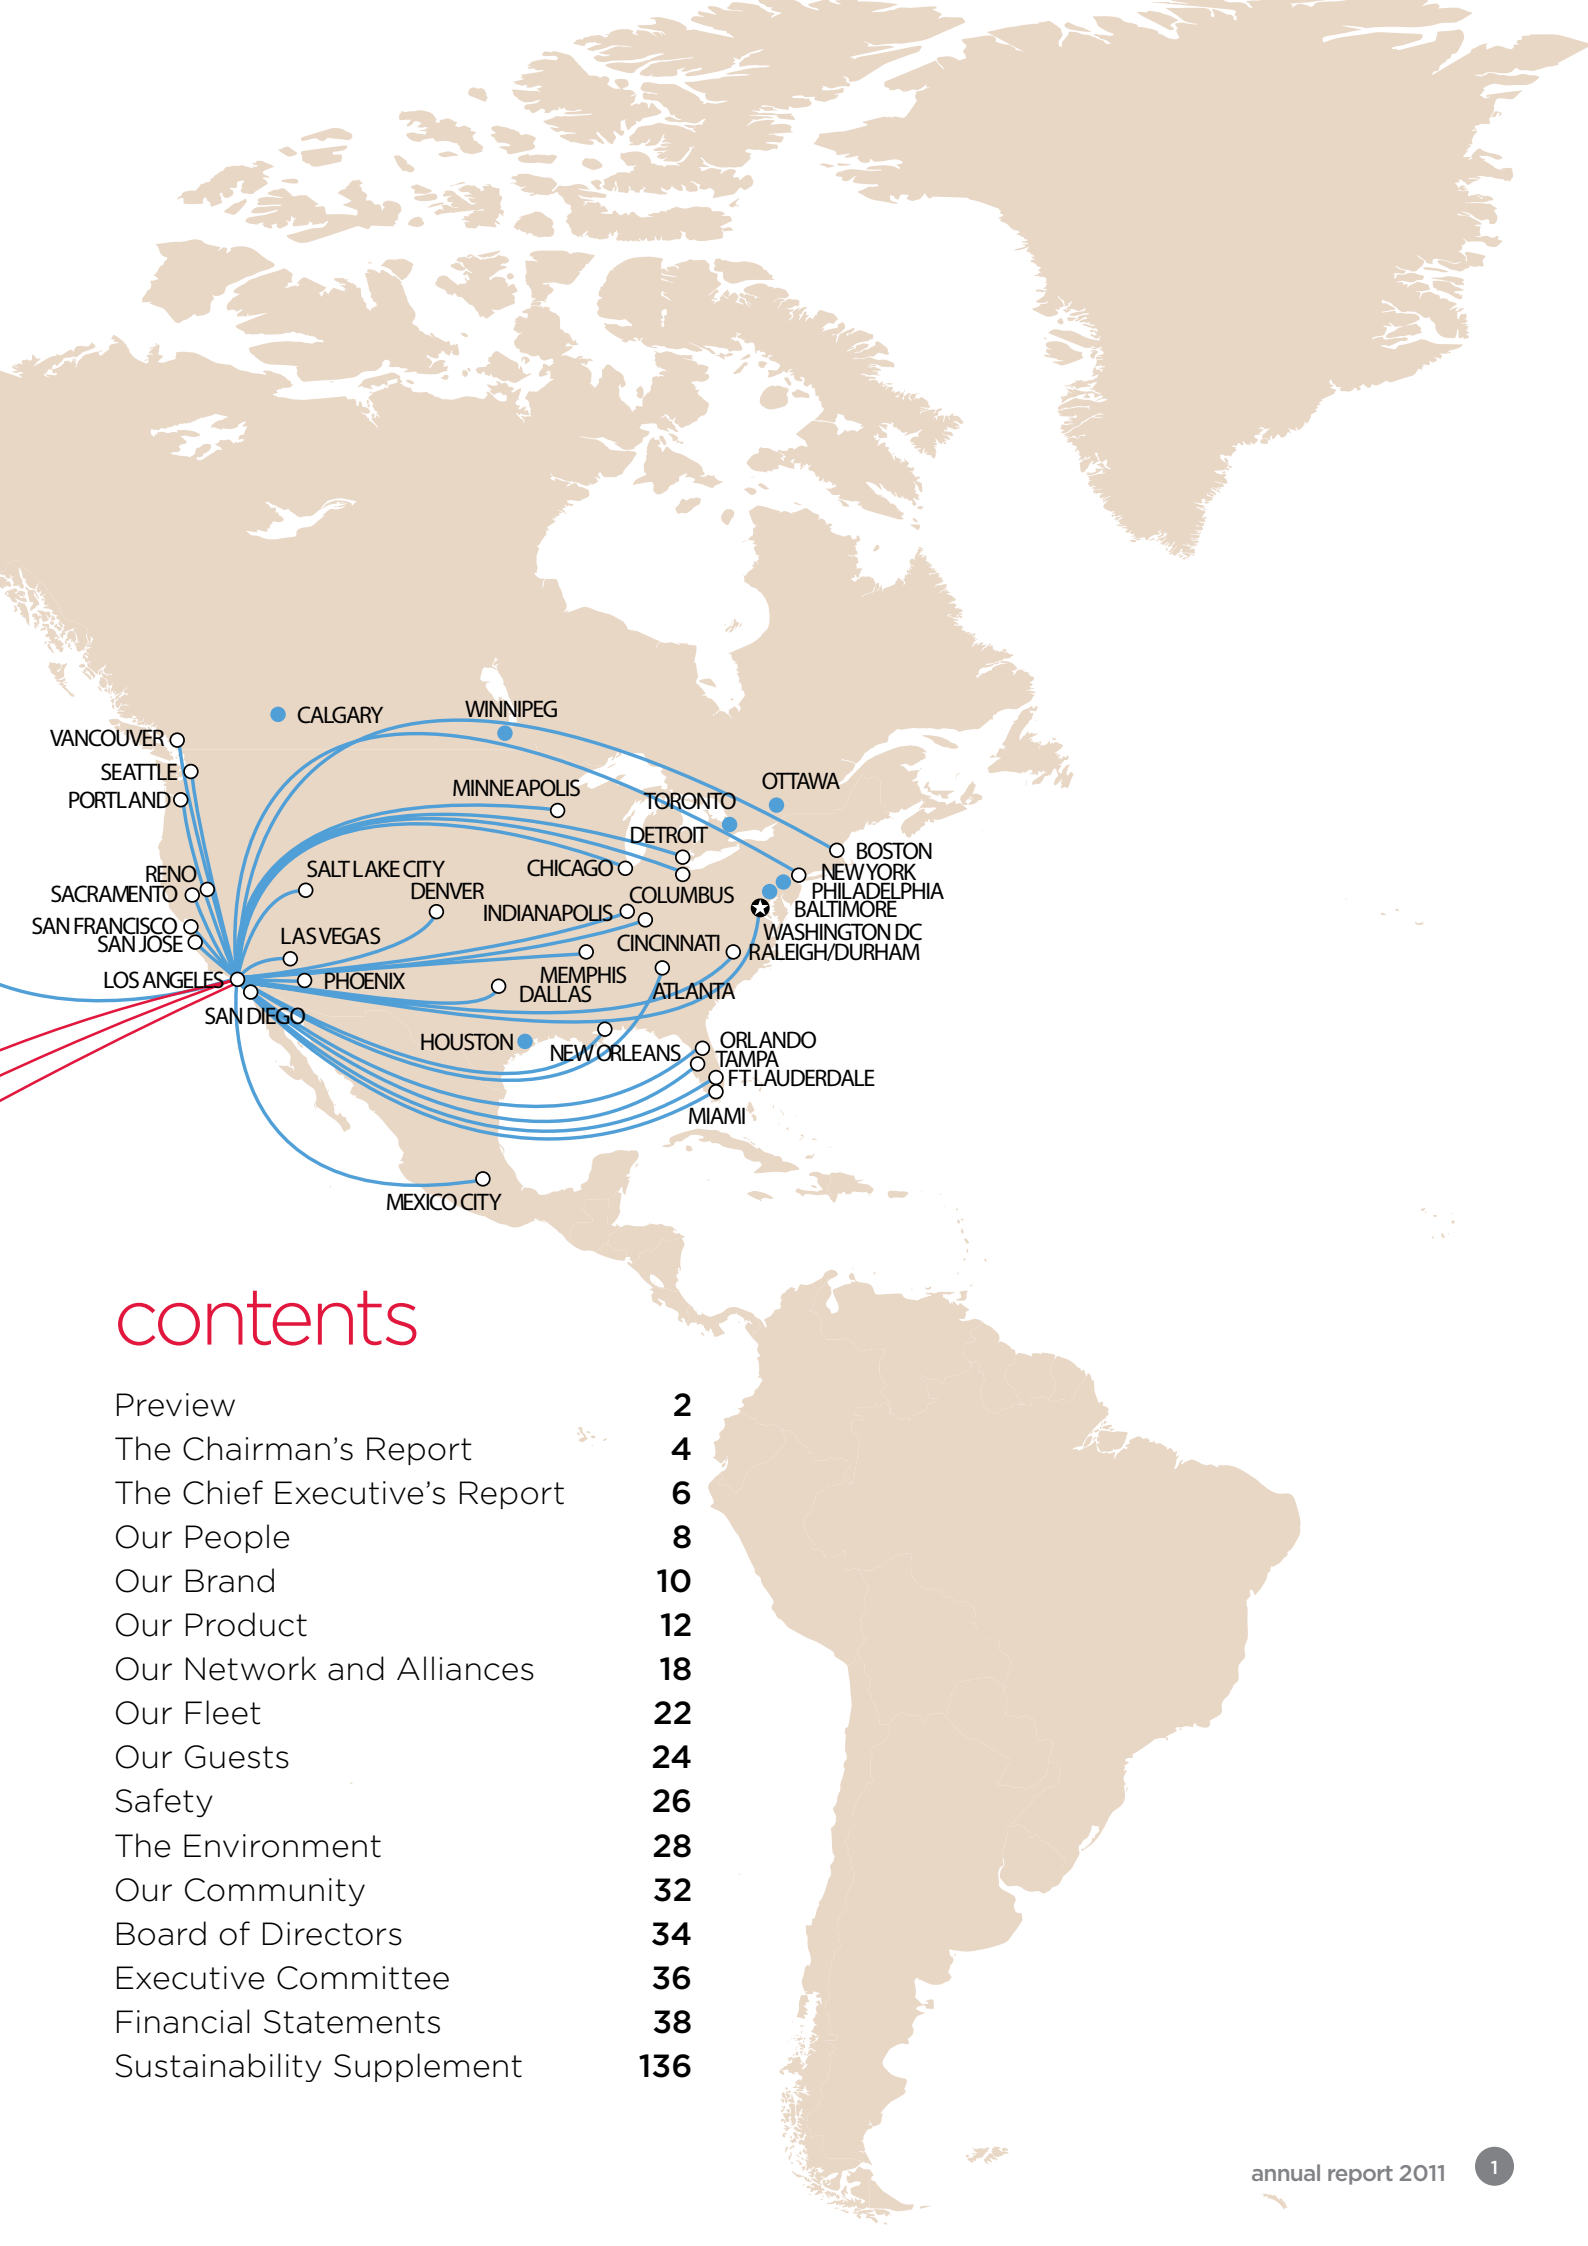 CALGARY
WINNIPEG
VANCOUVER
SEATTLE
PORTLAND
MINNEAPOLIS
OTTAWA
TORONTO
DETROIT
BOSTON
RENO
SALT LAKE CITY
CHICAGO
NEW YORK
SACRAMENTO
DENVER
COLUMBUS
PHILADELPHIA
INDIANAPOLIS
BALTIMORE
SAN FRANCISCO
WASHINGTON DC
SAN JOSE
LAS VEGAS
CINCINNATI
RALEIGH/DURHAM
LOS ANGELES
PHOENIX
MEMPHIS
DALLAS
ATLANTA
SAN DIEGO
HOUSTON
NEW ORLEANS
ORLANDO
TAMPA
FT LAUDERDALE
MIAMI
MEXICO CITY
contents
Preview 2
The Chairman’s Report 4
The Chief Executive’s Report 6
Our People 8
Our Brand 10
Our Product 12
Our Network and Alliances 18
Our Fleet 22
Our Guests 24
Safety 26
The Environment 28
Our Community 32
Board of Directors 34
Executive Committee 36
Financial Statements 38
Sustainability Supplement 136
annual report 2011 1